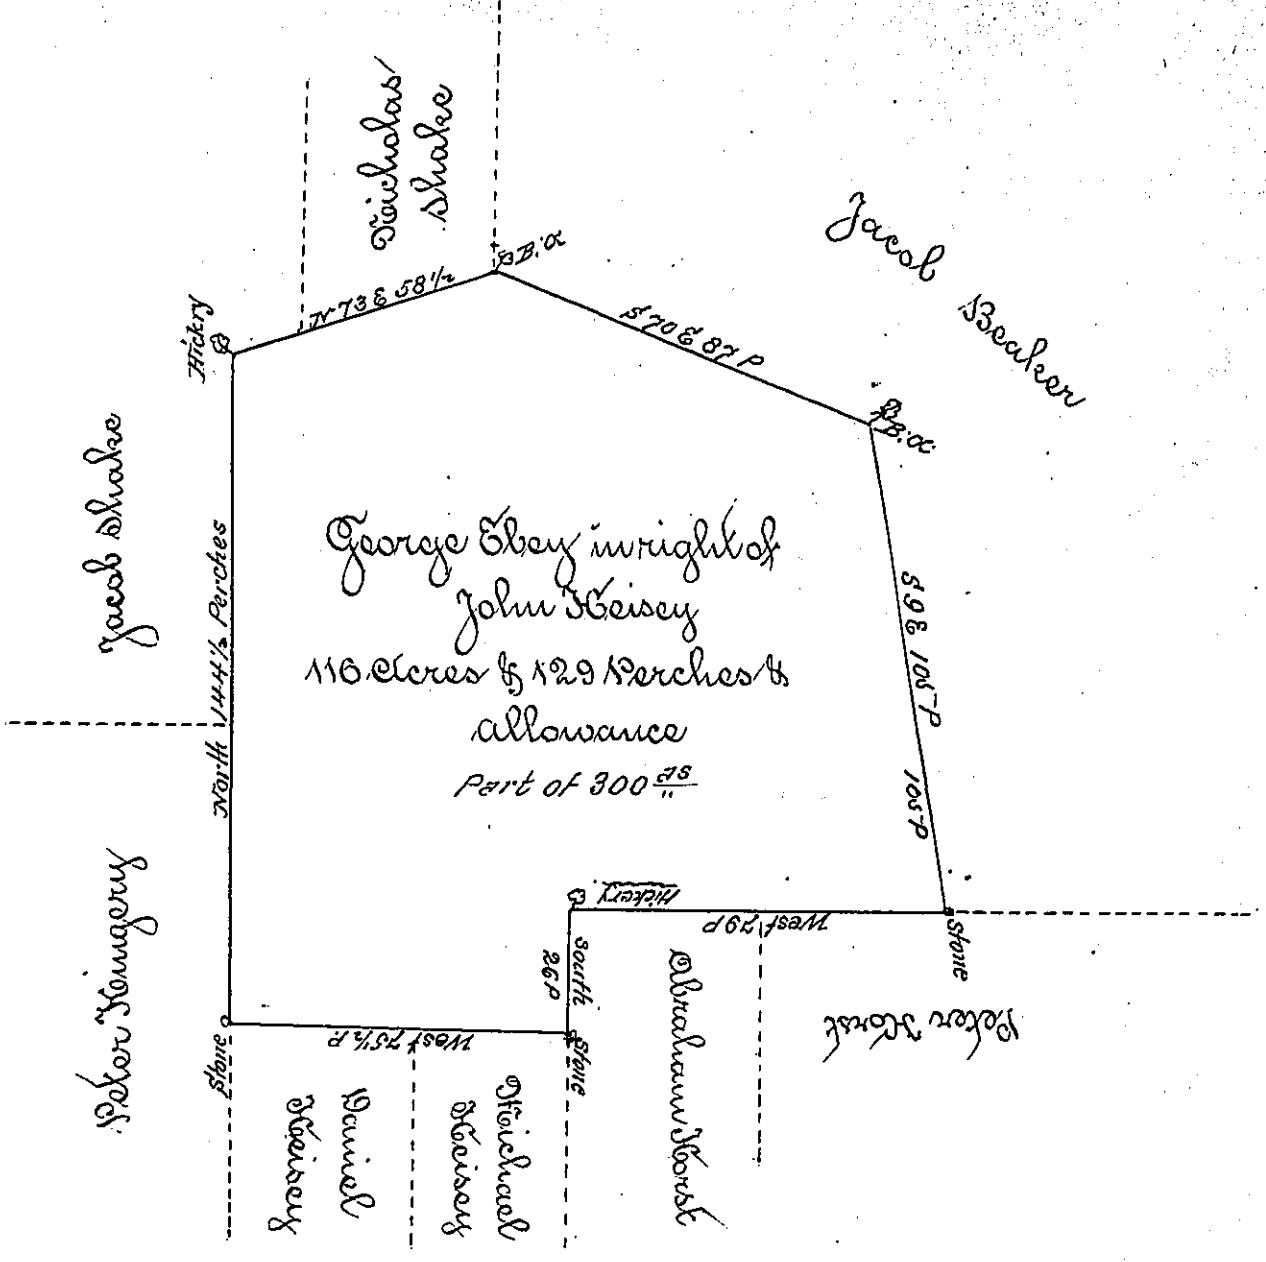 Nicholas
Shake
Jacob
Beaker
B.O.
N 73 E 58 1/2
S 70 E 87 P
Hickry
B.O.
Jacob Shake
North 144 1/2 Perches
George Ebey in right of
John Heisey
116 Acres & 129 Perches &
allowance
Part of 300 as
S 9 E 105 P
105 P
Peter Kingery
Hickery
West 79 P
South
26 P
Stone
Stone
West 75 1/2 P.
Stone
Peter Horst
Abraham Horst
Daniel
Heisey
Michael
Heisey